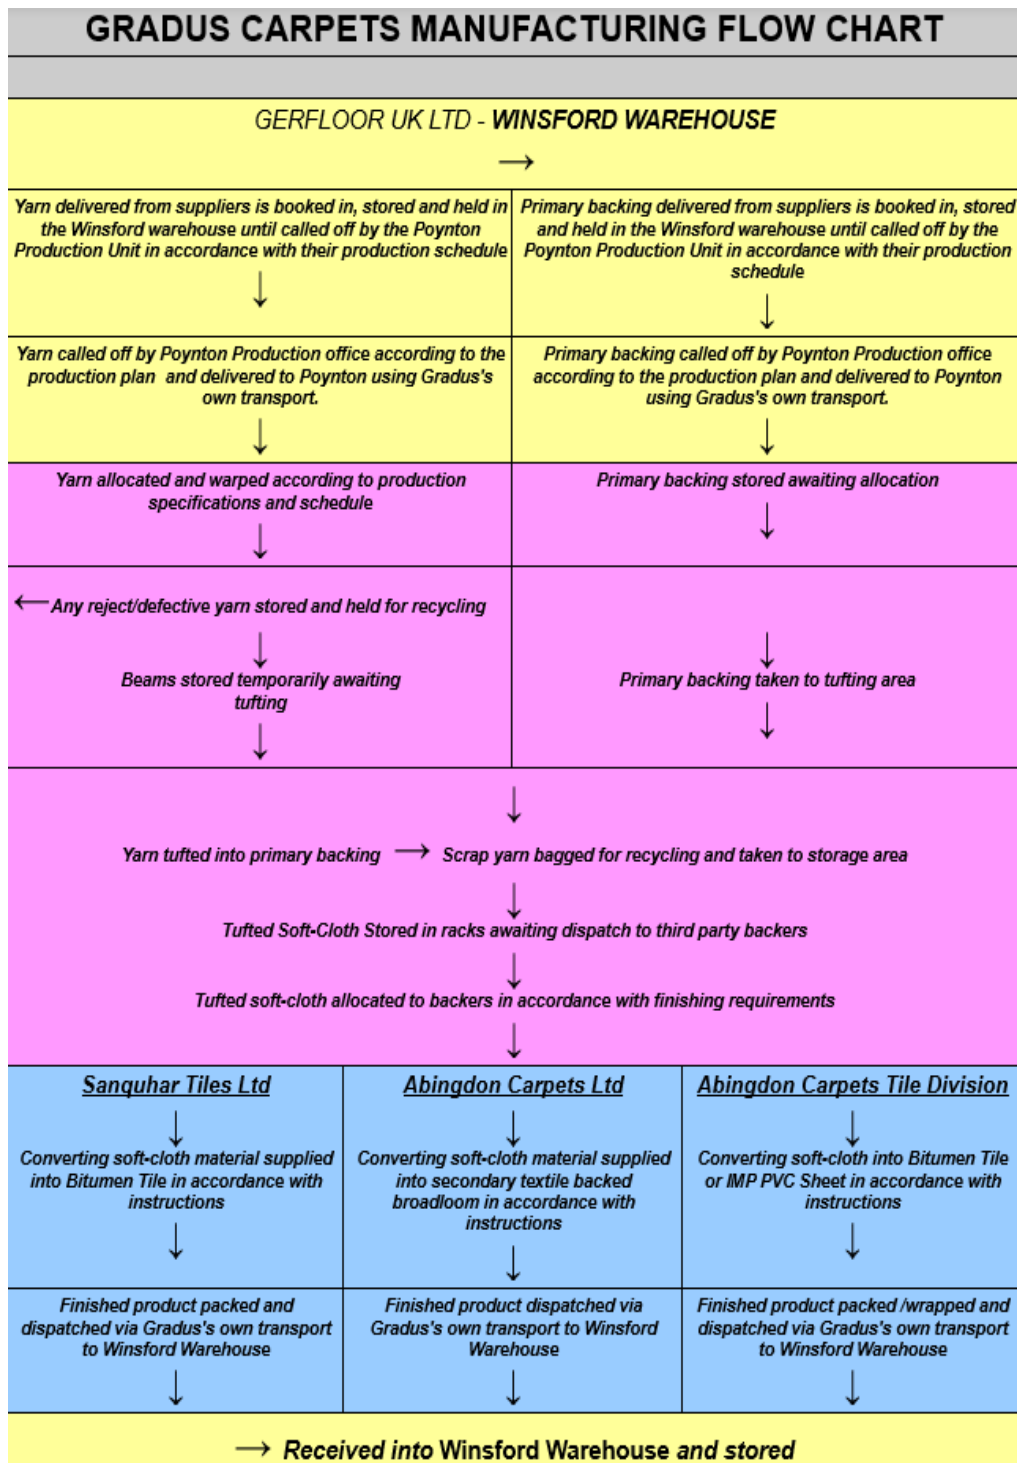 GRADUS CARPETS MANUFACTURING FLOW CHART
GERFLOOR UK LTD - WINSFORD WAREHOUSE
→
Yarn delivered from suppliers is booked in, stored and held in
the Winsford warehouse until called off by the Poynton
Production Unit in accordance with their production schedule
↓
Primary backing delivered from suppliers is booked in, stored
and held in the Winsford warehouse until called off by the
Poynton Production Unit in accordance with their production
schedule
↓
Yarn called off by Poynton Production office according to the
production plan and delivered to Poynton using Gradus's
own transport.
↓
Primary backing called off by Poynton Production office
according to the production plan and delivered to Poynton
using Gradus's own transport.
↓
Yarn allocated and warped according to production
specifications and schedule
↓
Primary backing stored awaiting allocation
↓
← Any reject/defective yarn stored and held for recycling
↓
Beams stored temporarily awaiting
tufting
↓
↓
Primary backing taken to tufting area
↓
↓
Yarn tufted into primary backing → Scrap yarn bagged for recycling and taken to storage area
↓
Tufted Soft-Cloth Stored in racks awaiting dispatch to third party backers
↓
Tufted soft-cloth allocated to backers in accordance with finishing requirements
↓
Sanquhar Tiles Ltd
↓
Converting soft-cloth material supplied
into Bitumen Tile in accordance with
instructions
↓
Abingdon Carpets Ltd
↓
Converting soft-cloth material supplied
into secondary textile backed
broadloom in accordance with
instructions
↓
Abingdon Carpets Tile Division
↓
Converting soft-cloth into Bitumen Tile
or IMP PVC Sheet in accordance with
instructions
↓
Finished product packed and
dispatched via Gradus's own transport
to Winsford Warehouse
↓
Finished product dispatched via
Gradus's own transport to Winsford
Warehouse
↓
Finished product packed /wrapped and
dispatched via Gradus's own transport
to Winsford Warehouse
↓
→ Received into Winsford Warehouse and stored